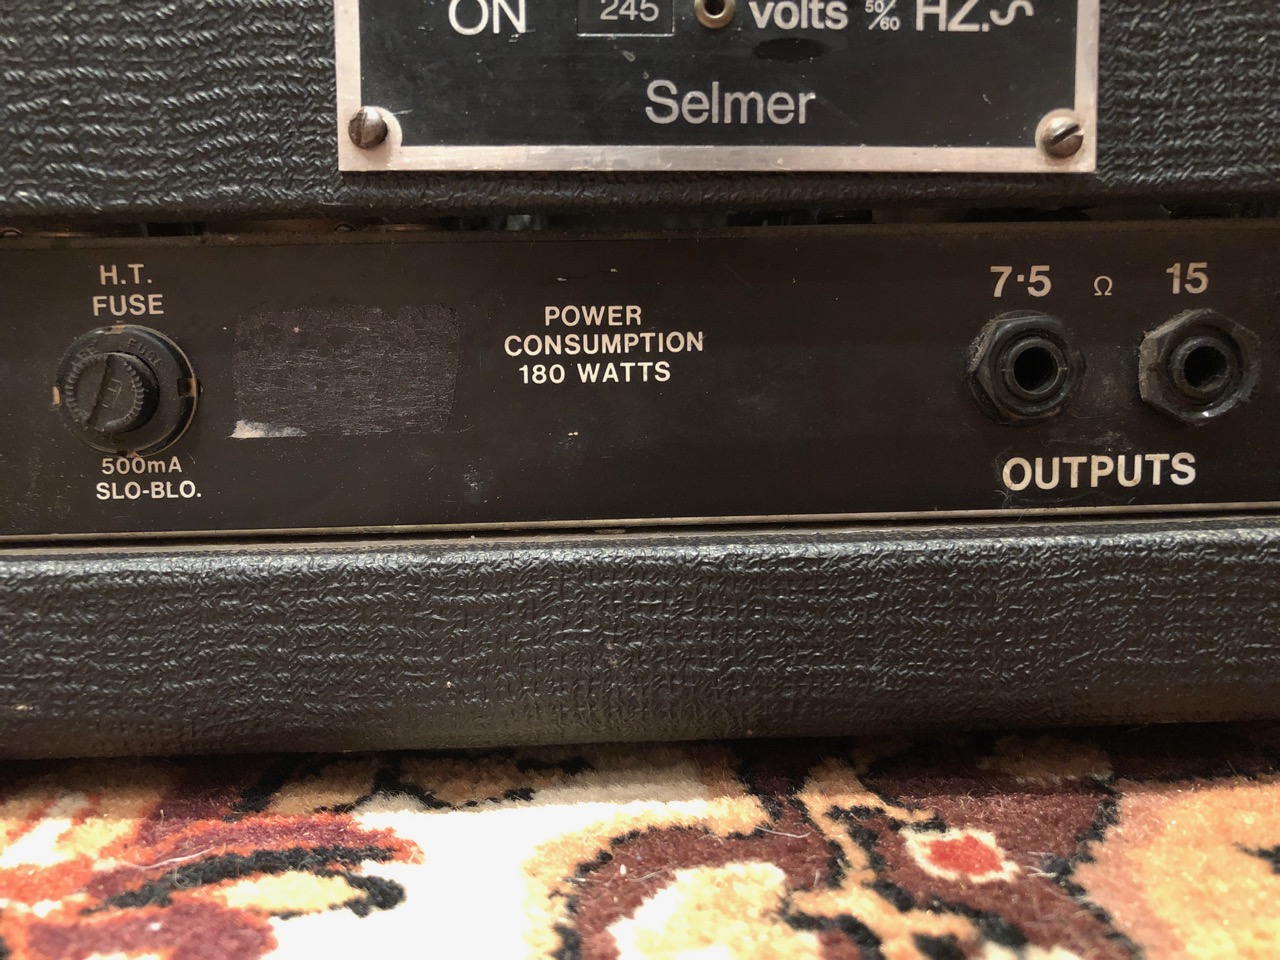 ON 245 volts 50/60 HZ.
Selmer
H.T.
FUSE
500mA
SLO-BLO.
POWER
CONSUMPTION
180 WATTS
7·5 Ω 15
OUTPUTS